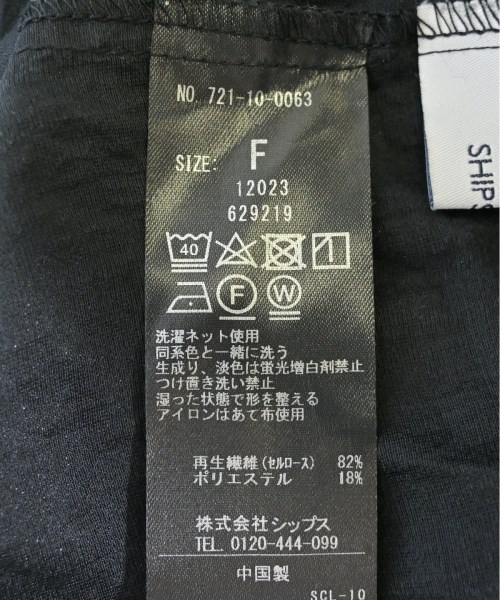 NO. 721-10-0063
SIZE: F
12023
629219
40
F W
洗濯ネット使用
同系色と一緒に洗う
生成り、淡色は蛍光増白剤禁止
つけ置き洗い禁止
湿った状態で形を整える
アイロンはあて布使用
再生繊維(セルロース) 82%
ポリエステル 18%
株式会社シップス
TEL. 0120-444-099
中国製
SCL-10
SHIPS